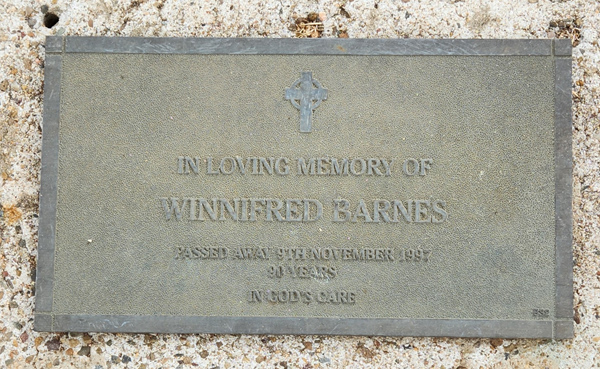 IN LOVING MEMORY OF
WINNIFRED BARNES
PASSED AWAY 9TH NOVEMBER 1997
90 YEARS
IN GOD'S CARE